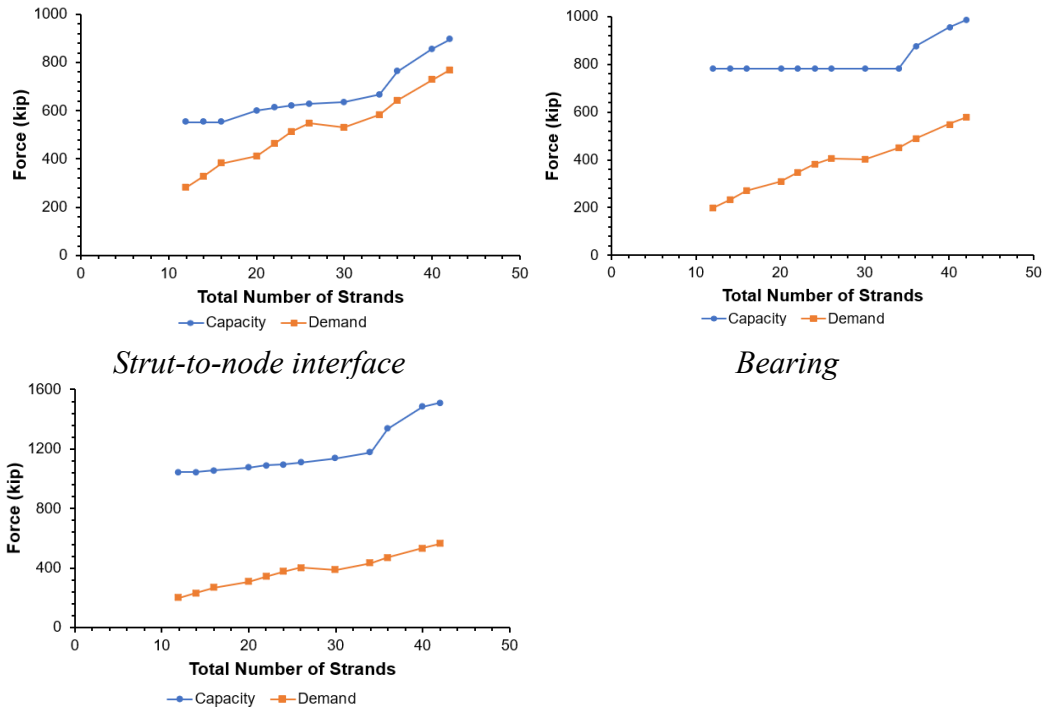 1000
800
600
400
200
0
Force (kip)
0 10 20 30 40 50
Total Number of Strands
Capacity Demand
Strut-to-node interface
1000
800
600
400
200
0
Force (kip)
0 10 20 30 40 50
Total Number of Strands
Capacity Demand
Bearing
1600
1200
800
400
0
Force (kip)
0 10 20 30 40 50
Total Number of Strands
Capacity Demand